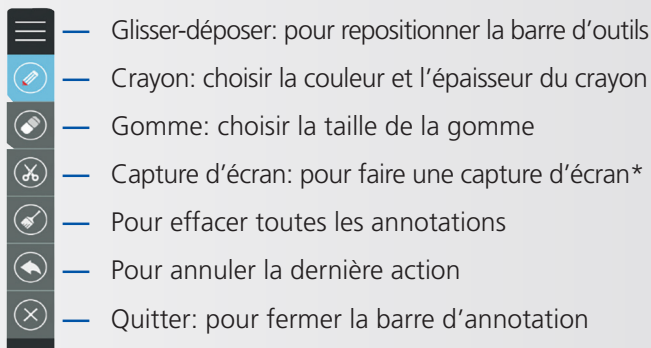 — Glisser-déposer: pour repositionner la barre d’outils
— Crayon: choisir la couleur et l’épaisseur du crayon
— Gomme: choisir la taille de la gomme
— Capture d’écran: pour faire une capture d’écran*
— Pour effacer toutes les annotations
— Pour annuler la dernière action
— Quitter: pour fermer la barre d’annotation